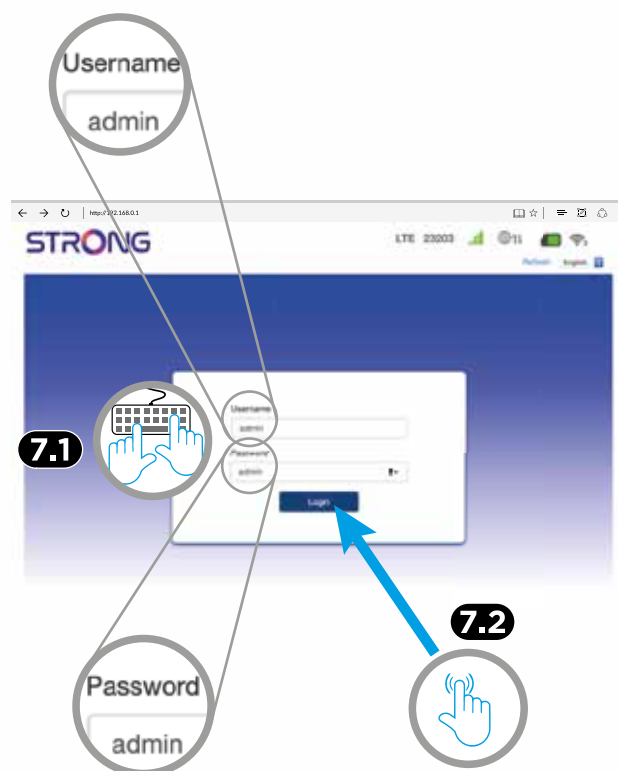 Username
admin
http://192.168.0.1
STRONG
LTE 23203
Refresh English
Username
admin
7.1
Password
admin
Login
7.2
Password
admin